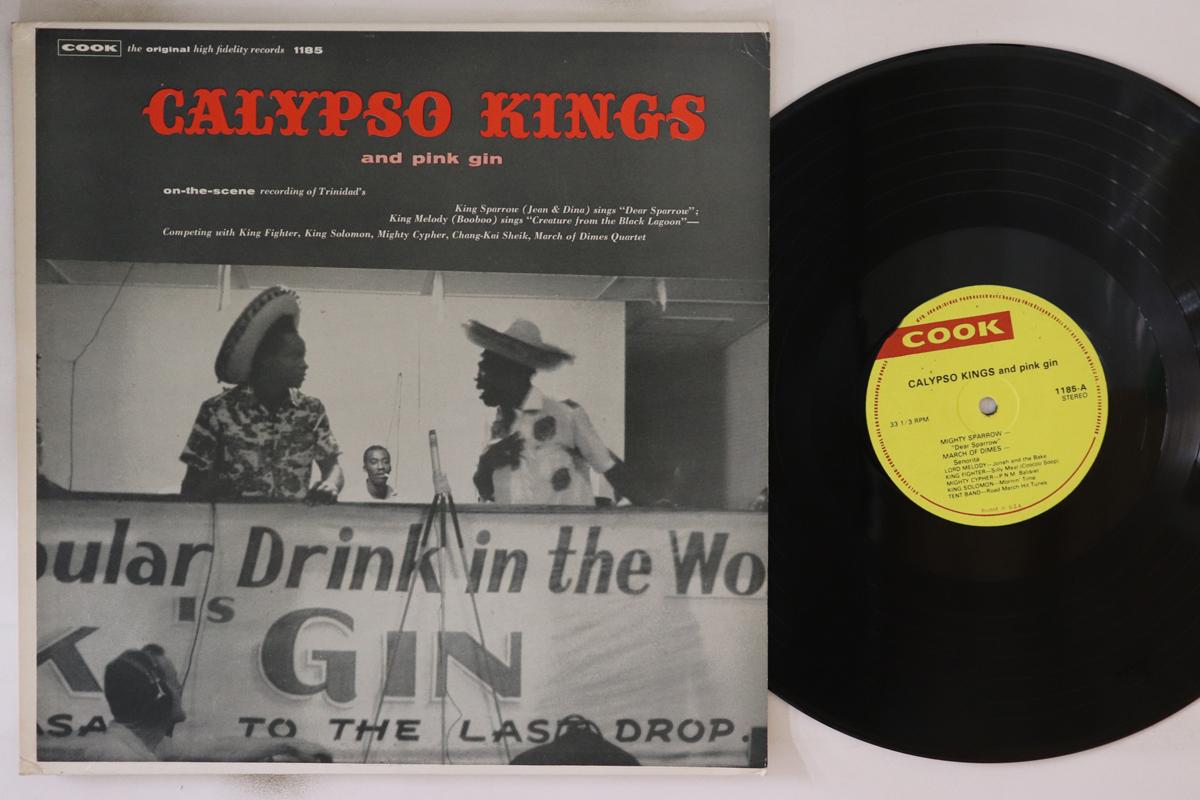 COOK the original high fidelity records 1185
CALYPSO KINGS
and pink gin
on-the-scene recording of Trinidad's
King Sparrow (Jean & Dina) sings "Dear Sparrow";
King Melody (Booboo) sings "Creature from the Black Lagoon"—
Competing with King Fighter, King Solomon, Mighty Cypher, Chang-Kai Sheik, March of Dimes Quartet
pular Drink in the Wo
IS
K GIN
TO THE LAST DROP.
COOK
CALYPSO KINGS and pink gin
1185-A
STEREO
33 1/3 RPM
MIGHTY SPARROW —
"Dear Sparrow"
MARCH OF DIMES —
Senorita
LORD MELODY—Jonah and the Bake
KING FIGHTER—Silly Meal (Coocoo Soop)
MIGHTY CYPHER—P.N.M. Balisier
KING SOLOMON—Mornin' Time
TENT BAND—Road March Hit Tunes